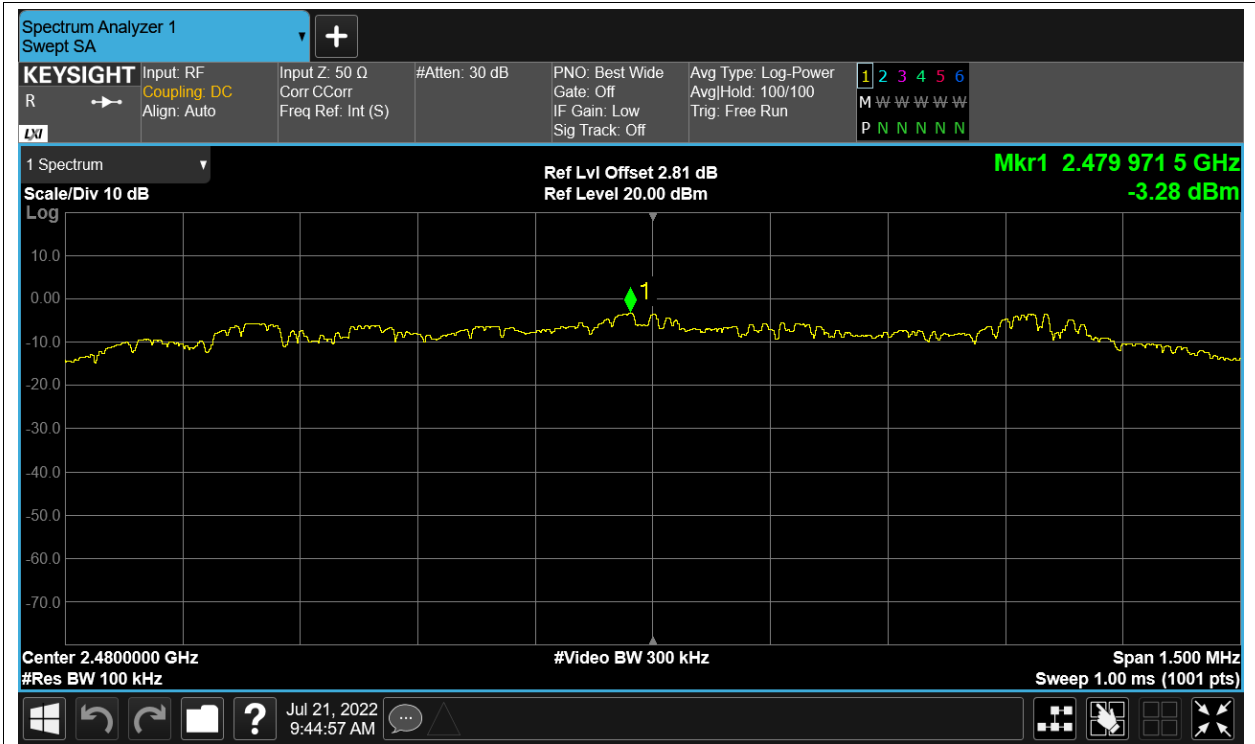 Spectrum Analyzer 1
Swept SA
KEYSIGHT
R
LXI
Input: RF
Coupling: DC
Align: Auto
Input Z: 50 Ω
Corr CCorr
Freq Ref: Int (S)
#Atten: 30 dB
PNO: Best Wide
Gate: Off
IF Gain: Low
Sig Track: Off
Avg Type: Log-Power
Avg|Hold: 100/100
Trig: Free Run
1 2 3 4 5 6
M W W W W W
P N N N N N
1 Spectrum
Scale/Div 10 dB
Ref Lvl Offset 2.81 dB
Ref Level 20.00 dBm
Mkr1 2.479 971 5 GHz
-3.28 dBm
Log
10.0
0.00
-10.0
-20.0
-30.0
-40.0
-50.0
-60.0
-70.0
1
Center 2.4800000 GHz
#Res BW 100 kHz
#Video BW 300 kHz
Span 1.500 MHz
Sweep 1.00 ms (1001 pts)
?
Jul 21, 2022
9:44:57 AM